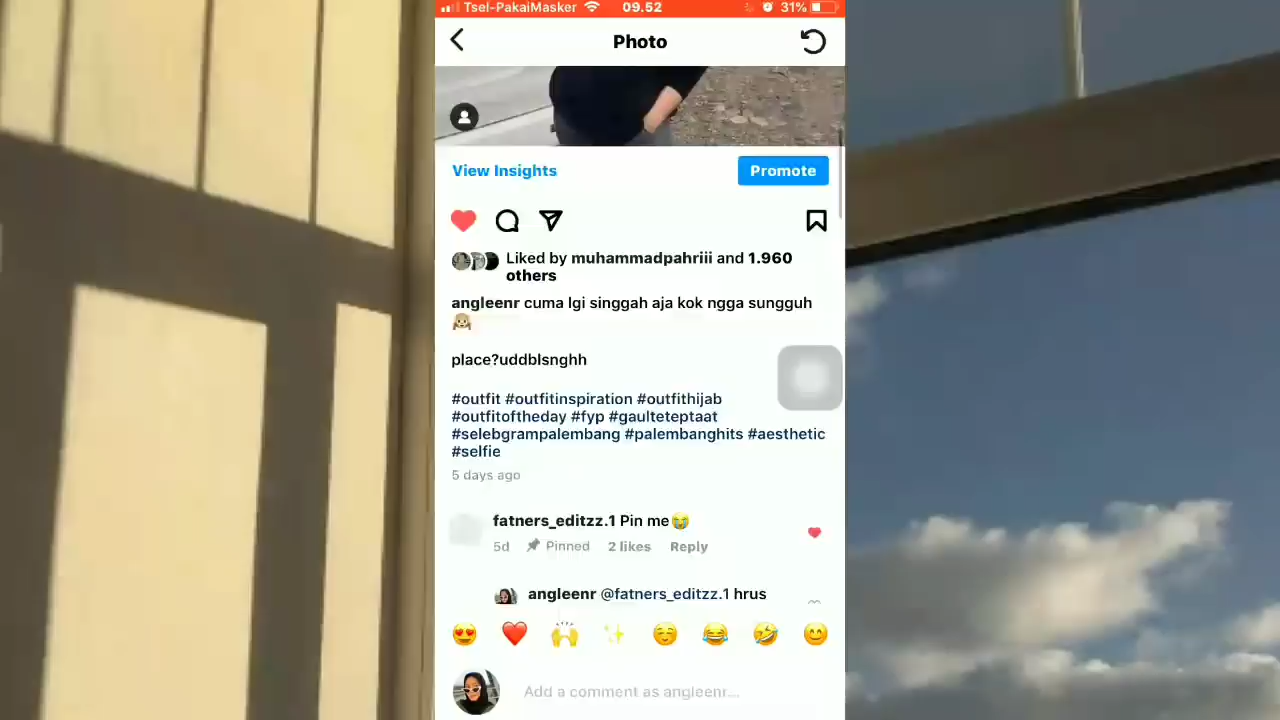 Tsel-PakaiMasker 09.52 31%
Photo
View Insights Promote
Liked by muhammadpahriii and 1.960
others
angleenr cuma lgi singgah aja kok ngga sungguh
place?uddblsnghh
#outfit #outfitinspiration #outfithijab
#outfitoftheday #fyp #gaulteteptaat
#selebgrampalembang #palembanghits #aesthetic
#selfie
5 days ago
fatners_editzz.1 Pin me
5d Pinned 2 likes Reply
angleenr @fatners_editzz.1 hrus
Add a comment as angleenr...